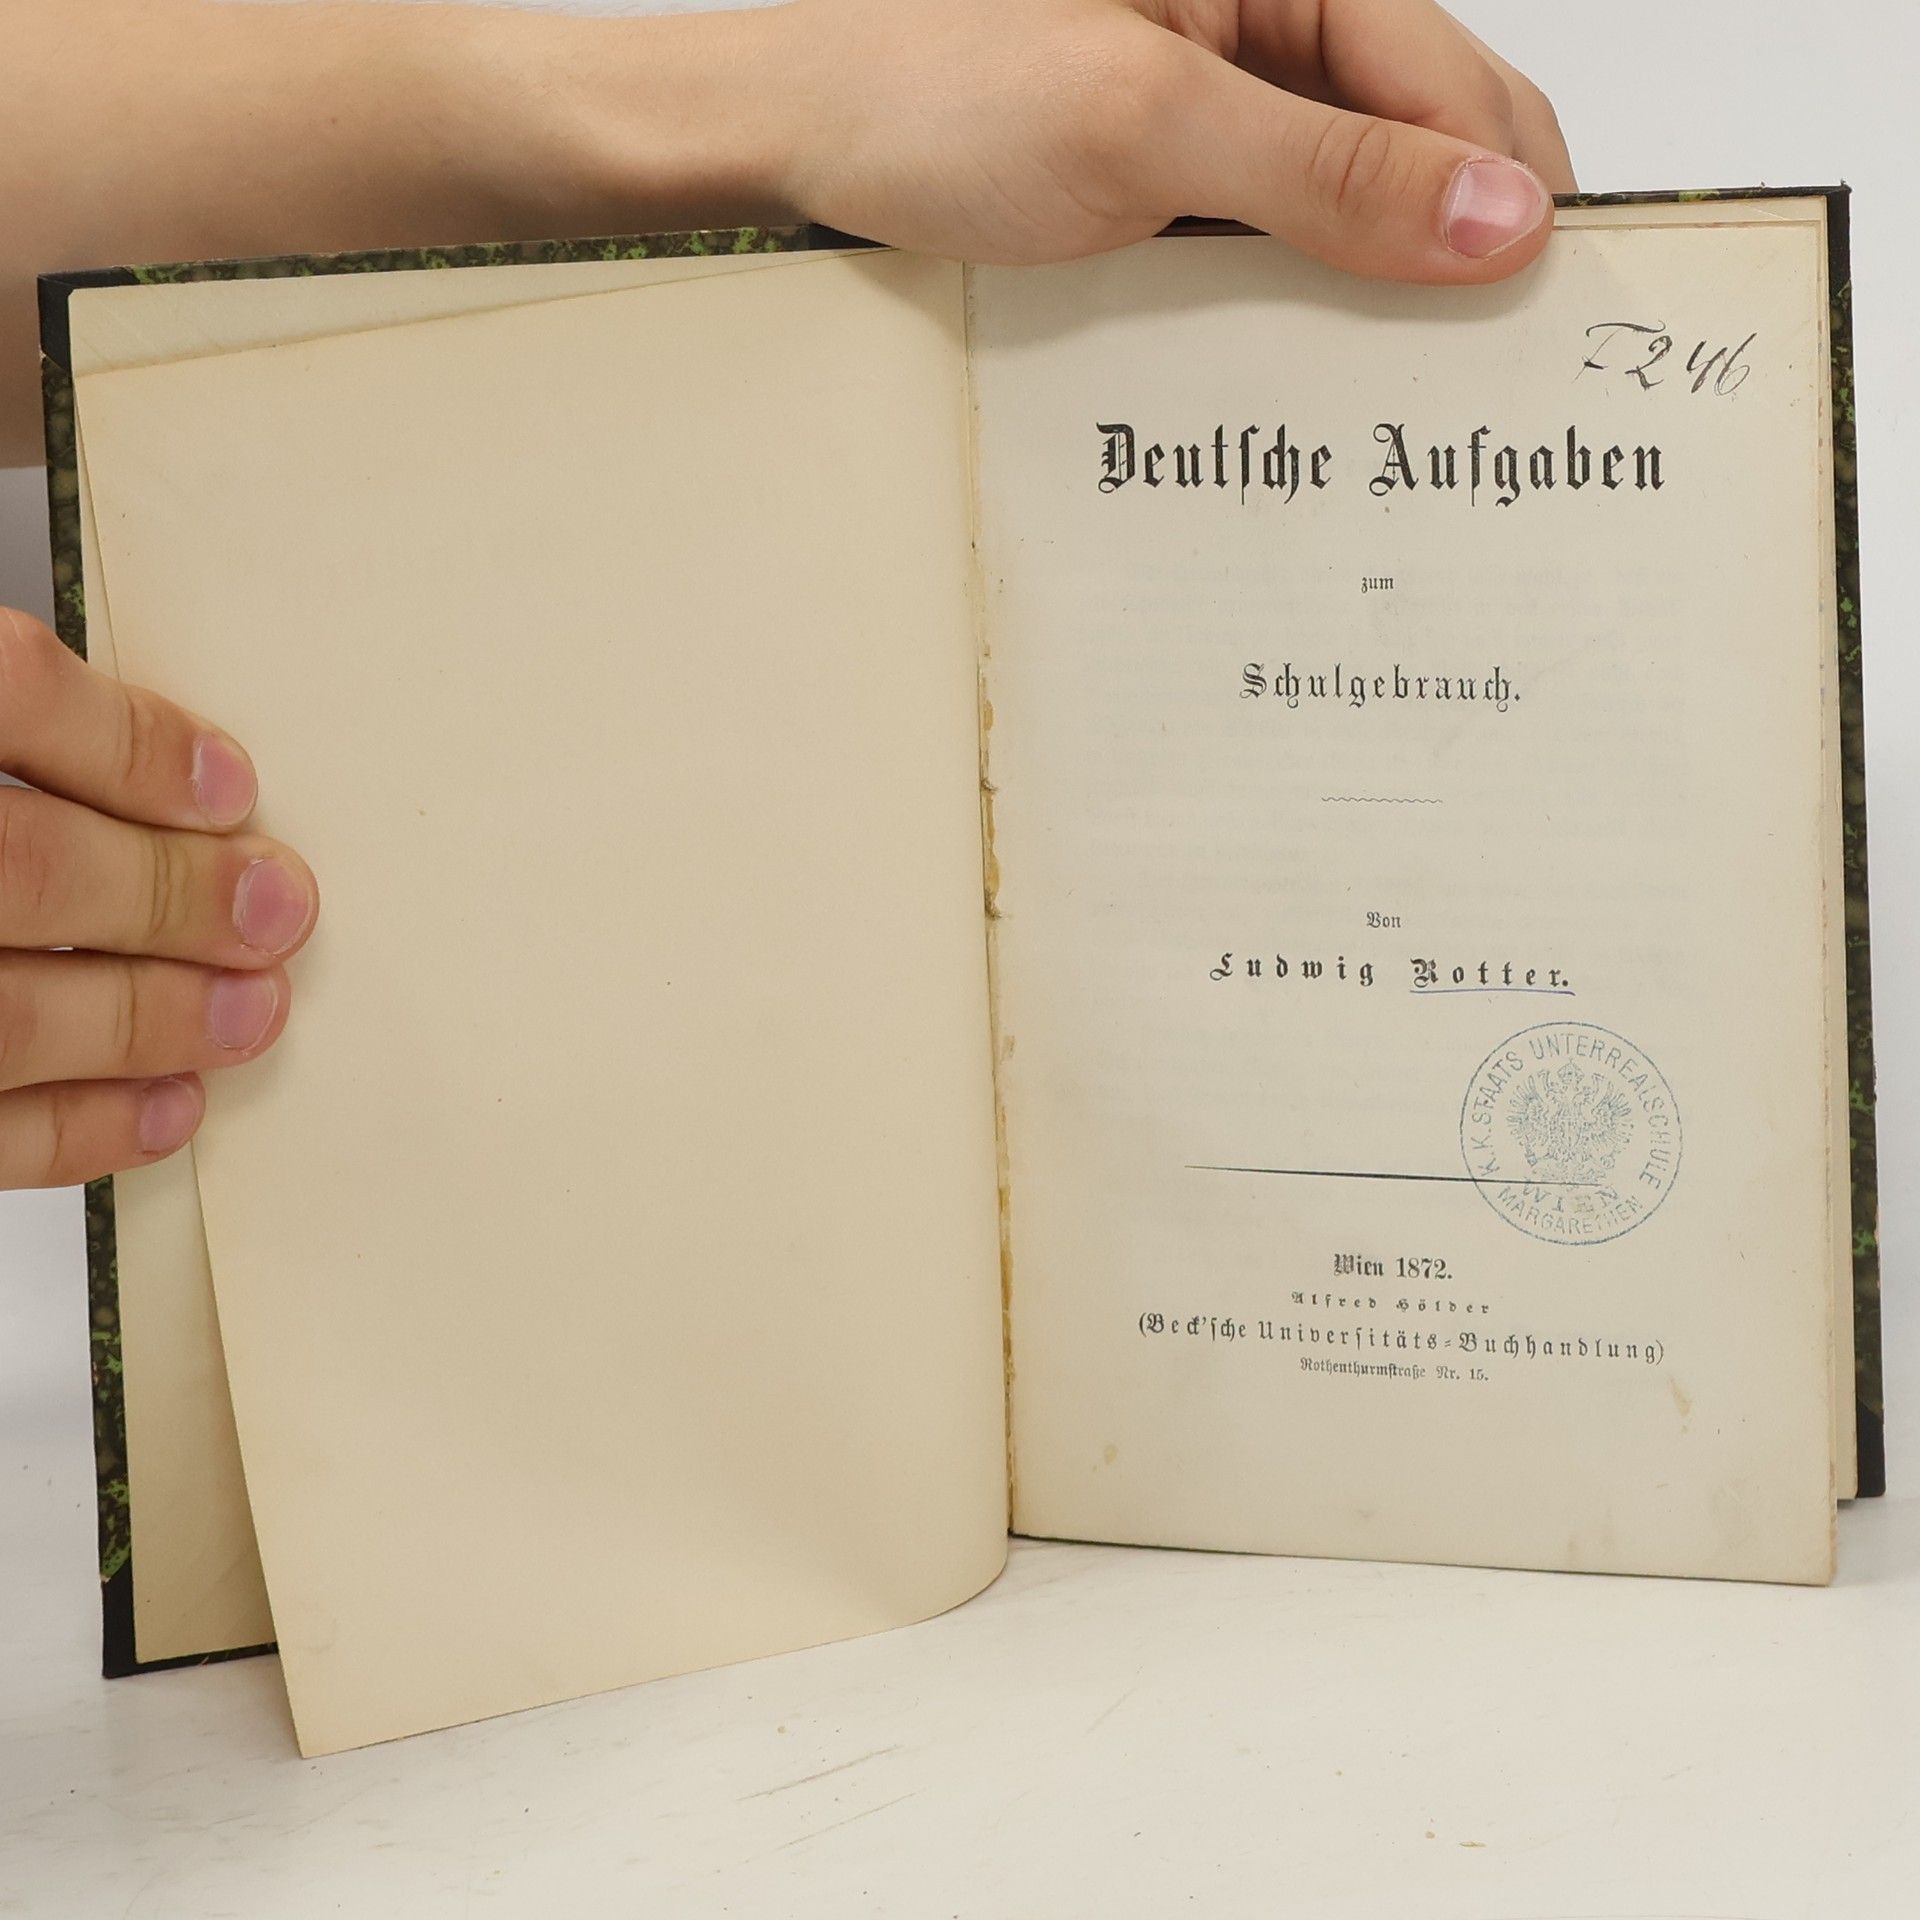 F 246
Deutſche Aufgaben
zum
Schulgebrauch.
Von
Ludwig Rotter.
K. K. STAATS UNTERREALSCHULE
WIEN
MARGARETHEN
Wien 1872.
Alfred Hölder
(Beck'ſche Univerſitäts-Buchhandlung)
Rothenthurmſtraße Nr. 15.